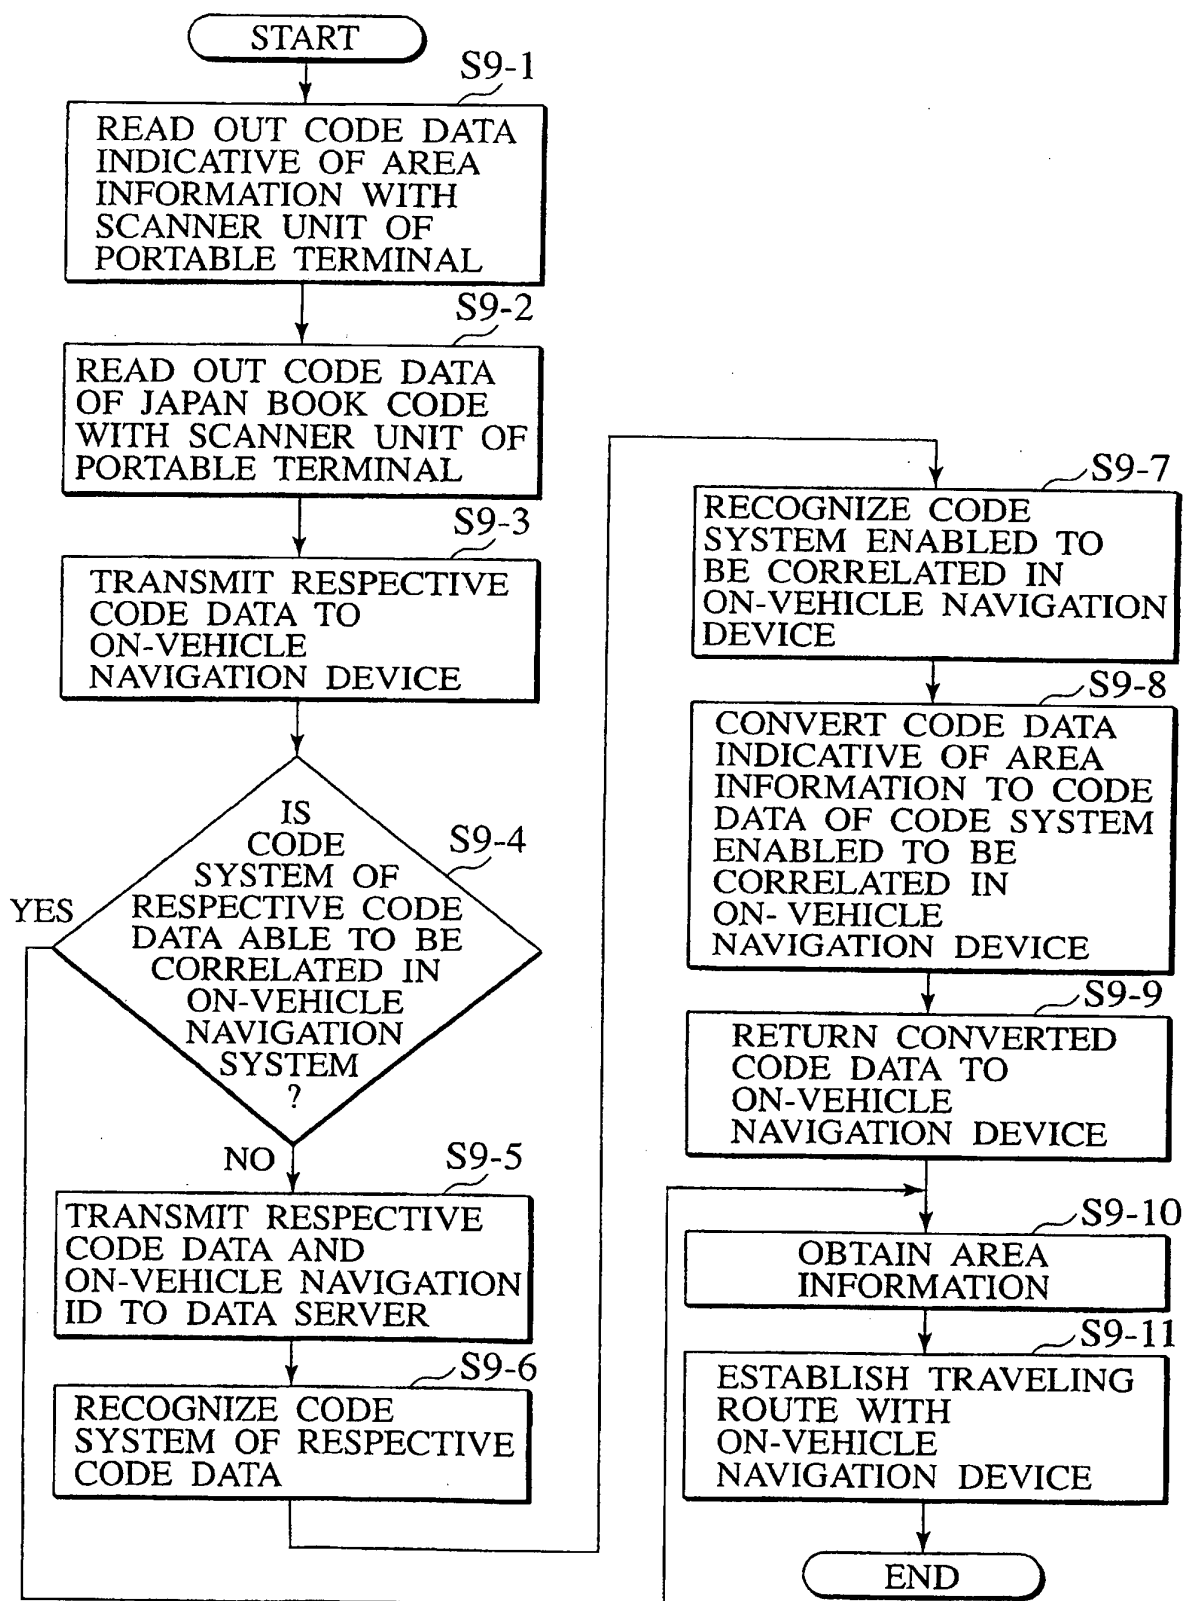 START
S9-1
READ OUT CODE DATA
INDICATIVE OF AREA
INFORMATION WITH
SCANNER UNIT OF
PORTABLE TERMINAL
S9-2
READ OUT CODE DATA
OF JAPAN BOOK CODE
WITH SCANNER UNIT OF
PORTABLE TERMINAL
S9-3
TRANSMIT RESPECTIVE
CODE DATA TO
ON-VEHICLE
NAVIGATION DEVICE
S9-4
IS
CODE
SYSTEM OF
RESPECTIVE CODE
DATA ABLE TO BE
CORRELATED IN
ON-VEHICLE
NAVIGATION
SYSTEM
?
YES
NO
S9-5
TRANSMIT RESPECTIVE
CODE DATA AND
ON-VEHICLE NAVIGATION
ID TO DATA SERVER
S9-6
RECOGNIZE CODE
SYSTEM OF RESPECTIVE
CODE DATA
S9-7
RECOGNIZE CODE
SYSTEM ENABLED TO
BE CORRELATED IN
ON-VEHICLE NAVIGATION
DEVICE
S9-8
CONVERT CODE DATA
INDICATIVE OF AREA
INFORMATION TO CODE
DATA OF CODE SYSTEM
ENABLED TO BE
CORRELATED IN
ON- VEHICLE
NAVIGATION DEVICE
S9-9
RETURN CONVERTED
CODE DATA TO
ON-VEHICLE
NAVIGATION DEVICE
S9-10
OBTAIN AREA
INFORMATION
S9-11
ESTABLISH TRAVELING
ROUTE WITH
ON-VEHICLE
NAVIGATION DEVICE
END